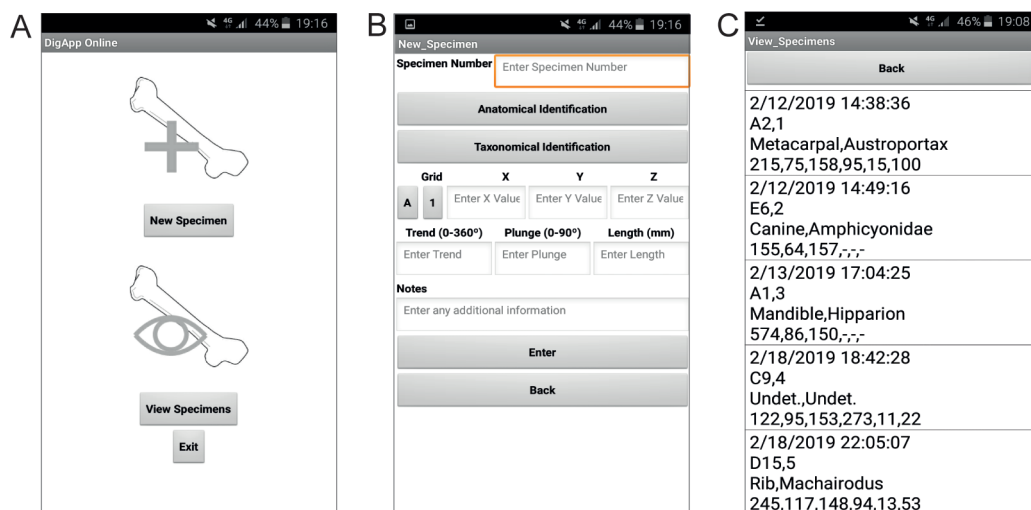 A
4G 44% 19:16
DigApp Online
New Specimen
View Specimens
Exit
B
4G 44% 19:16
New_Specimen
Specimen Number Enter Specimen Number
Anatomical Identification
Taxonomical Identification
Grid X Y Z
A 1 Enter X Value Enter Y Value Enter Z Value
Trend (0-360º) Plunge (0-90º) Length (mm)
Enter Trend Enter Plunge Enter Length
Notes
Enter any additional information
Enter
Back
C
4G 46% 19:08
View_Specimens
Back
2/12/2019 14:38:36
A2,1
Metacarpal,Austroportax
215,75,158,95,15,100
2/12/2019 14:49:16
E6,2
Canine,Amphicyonidae
155,64,157,-,-,-
2/13/2019 17:04:25
A1,3
Mandible,Hipparion
574,86,150,-,-,-
2/18/2019 18:42:28
C9,4
Undet.,Undet.
122,95,153,273,11,22
2/18/2019 22:05:07
D15,5
Rib,Machairodus
245,117,148,94,13,53